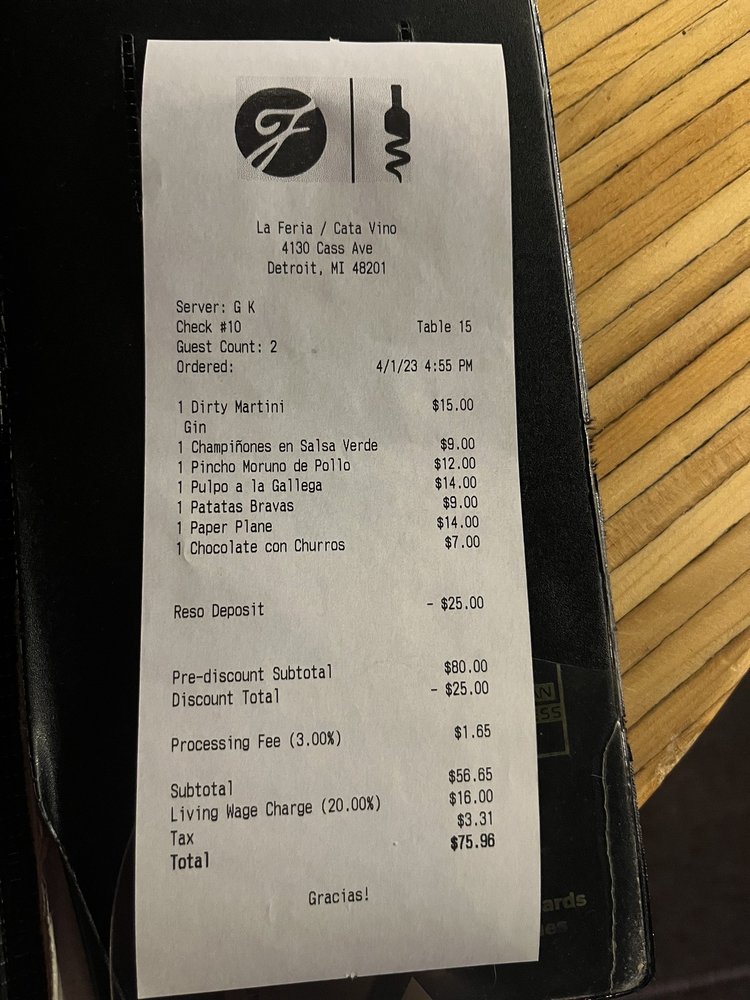 La Feria / Cata Vino
4130 Cass Ave
Detroit, MI 48201
Server: G K
Check #10 Table 15
Guest Count: 2
Ordered: 4/1/23 4:55 PM
1 Dirty Martini $15.00
Gin
1 Champiñones en Salsa Verde $9.00
1 Pincho Moruno de Pollo $12.00
1 Pulpo a la Gallega $14.00
1 Patatas Bravas $9.00
1 Paper Plane $14.00
1 Chocolate con Churros $7.00
Reso Deposit - $25.00
Pre-discount Subtotal $80.00
Discount Total - $25.00
Processing Fee (3.00%) $1.65
Subtotal $56.65
Living Wage Charge (20.00%) $16.00
Tax $3.31
Total $75.96
Gracias!
AN
ESS
ards